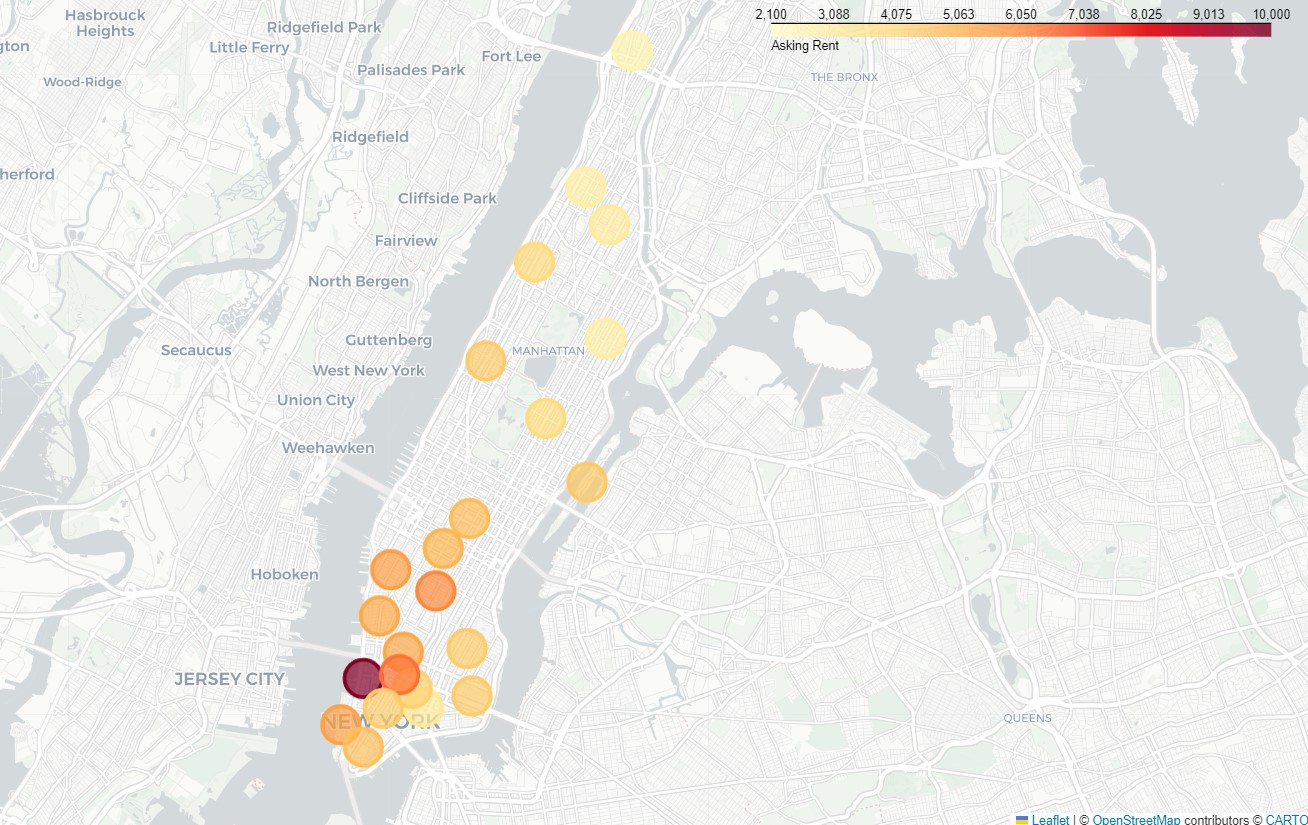 Hasbrouck
Heights
Ridgefield Park
gton
Little Ferry
Fort Lee
Palisades Park
Wood-Ridge
2,100 3,088 4,075 5,063 6,050 7,038 8,025 9,013 10,000
Asking Rent
THE BRONX
Ridgefield
herford
Cliffside Park
Fairview
North Bergen
Guttenberg
Secaucus
MANHATTAN
West New York
Union City
Weehawken
Hoboken
JERSEY CITY
NEW YORK
QUEENS
Leaflet | © OpenStreetMap contributors © CARTO